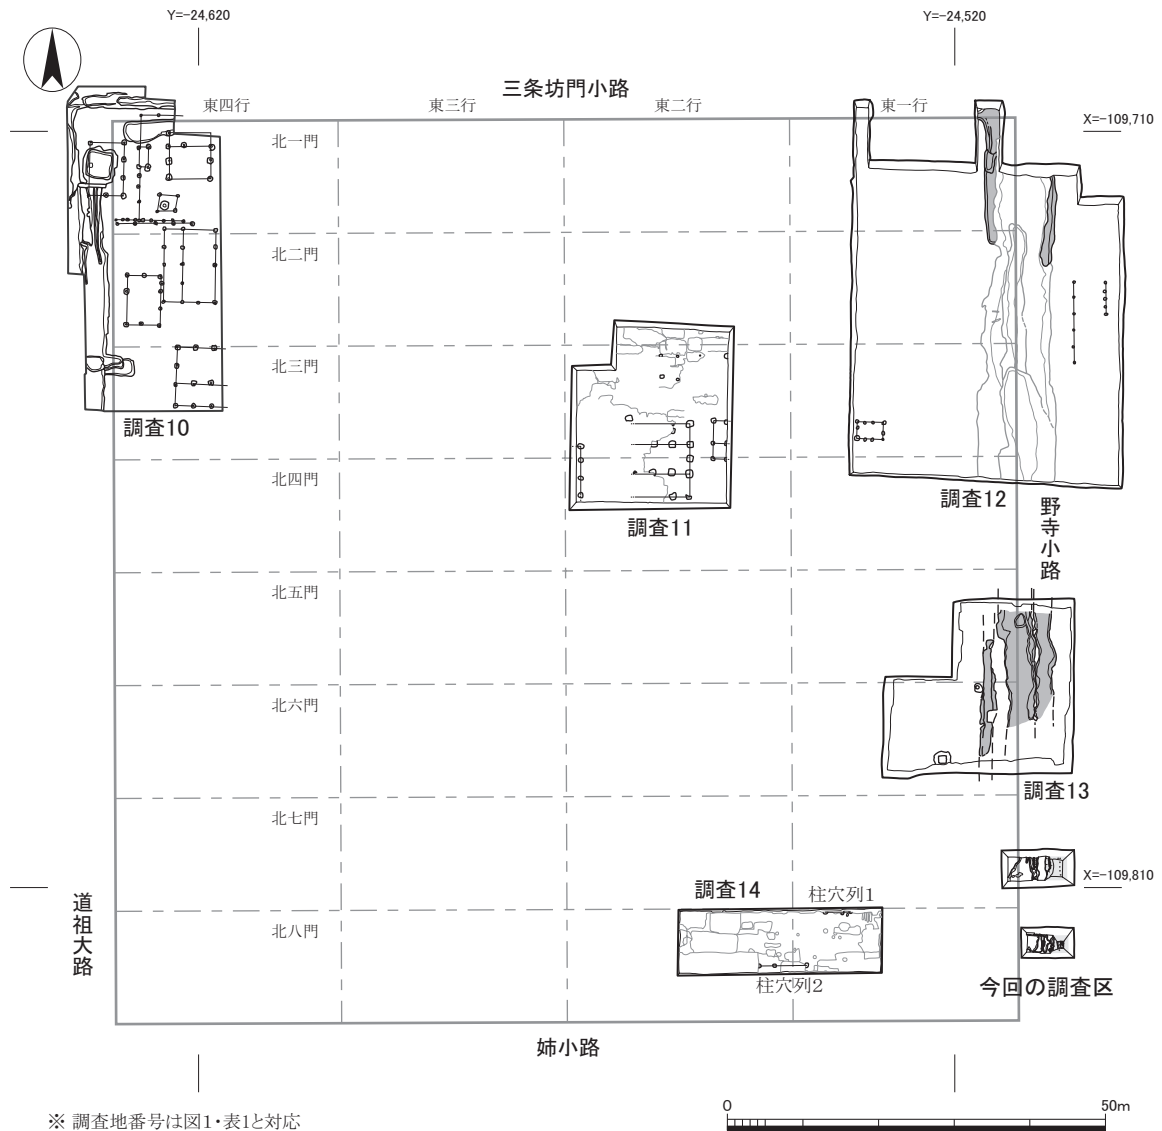 Y=-24,620
Y=-24,520
三条坊門小路
東四行
東三行
東二行
東一行
X=-109,710
北一門
北二門
北三門
調査10
北四門
調査11
調査12
野寺小路
北五門
北六門
調査13
北七門
X=-109,810
調査14
柱穴列1
道祖大路
北八門
柱穴列2
今回の調査区
姉小路
0
50m
※ 調査地番号は図1・表1と対応